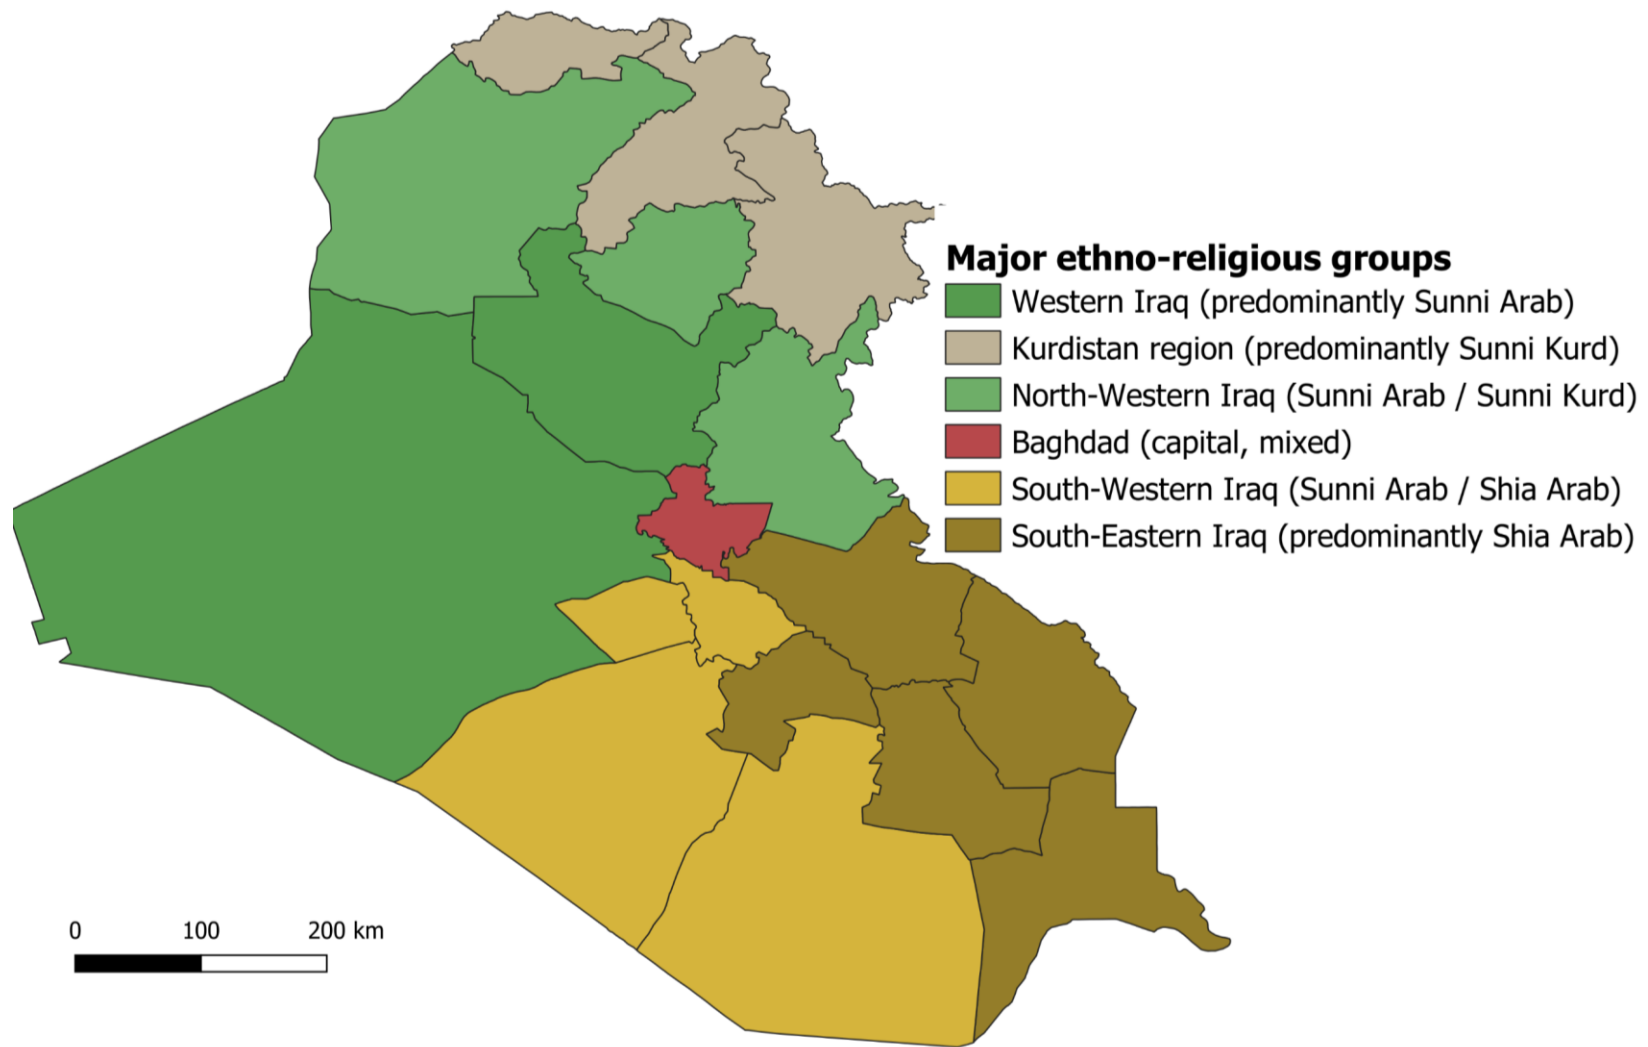 Major ethno-religious groups
Western Iraq (predominantly Sunni Arab)
Kurdistan region (predominantly Sunni Kurd)
North-Western Iraq (Sunni Arab / Sunni Kurd)
Baghdad (capital, mixed)
South-Western Iraq (Sunni Arab / Shia Arab)
South-Eastern Iraq (predominantly Shia Arab)
0 100 200 km